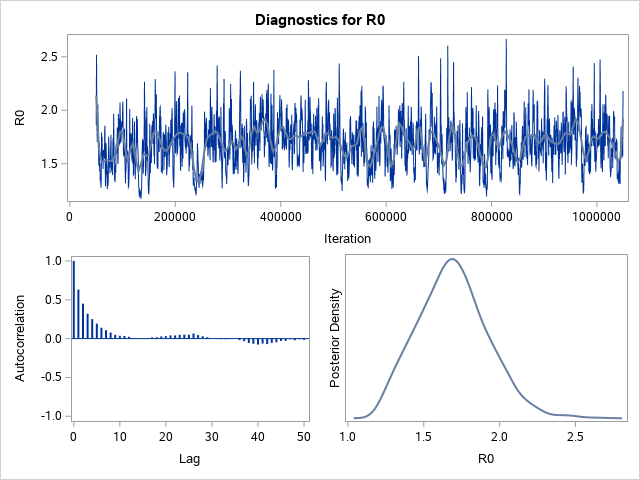 Diagnostics for R0
R0
2.5
2.0
1.5
0 200000 400000 600000 800000 1000000
Iteration
Autocorrelation
1.0
0.5
0.0
-0.5
-1.0
0 10 20 30 40 50
Lag
Posterior Density
1.0 1.5 2.0 2.5
R0